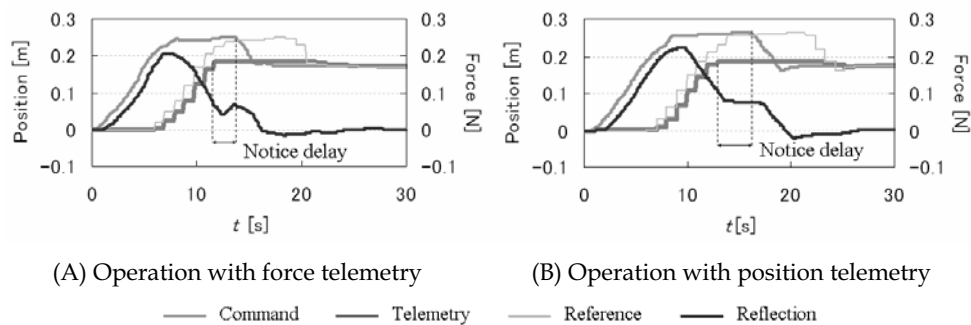 0.3
0.2
0.1
0
−0.1
Position [m]
0.3
0.2
0.1
0
−0.1
Force [N]
Notice delay
0
10
20
30
t [s]
(A) Operation with force telemetry
0.3
0.2
0.1
0
−0.1
Position [m]
0.3
0.2
0.1
0
−0.1
Force [N]
Notice delay
0
10
20
30
t [s]
(B) Operation with position telemetry
Command
Telemetry
Reference
Reflection